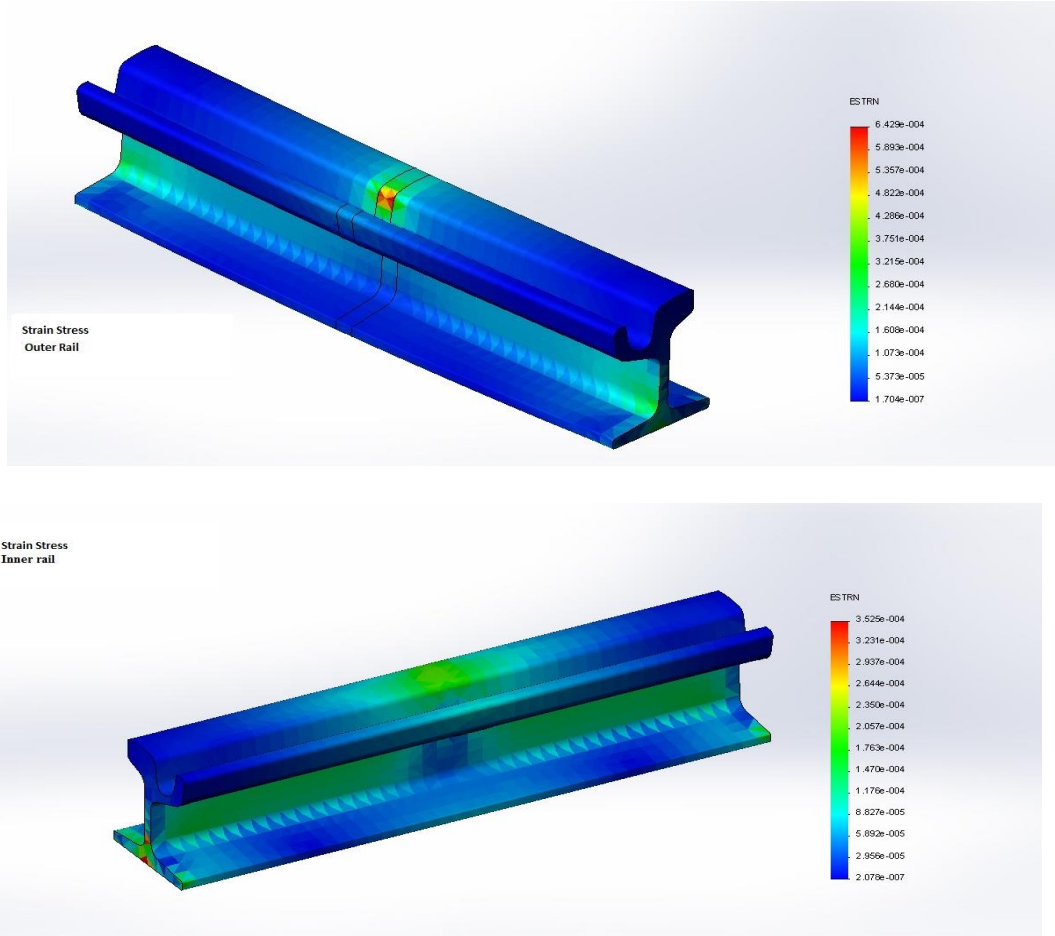 ESTRN
6.429e-004
5.893e-004
5.357e-004
4.822e-004
4.286e-004
3.751e-004
3.215e-004
2.680e-004
2.144e-004
1.608e-004
1.073e-004
5.373e-005
1.704e-007
Strain Stress
Outer Rail
Strain Stress
Inner rail
ESTRN
3.525e-004
3.231e-004
2.937e-004
2.644e-004
2.350e-004
2.057e-004
1.763e-004
1.470e-004
1.176e-004
8.827e-005
5.892e-005
2.956e-005
2.078e-007